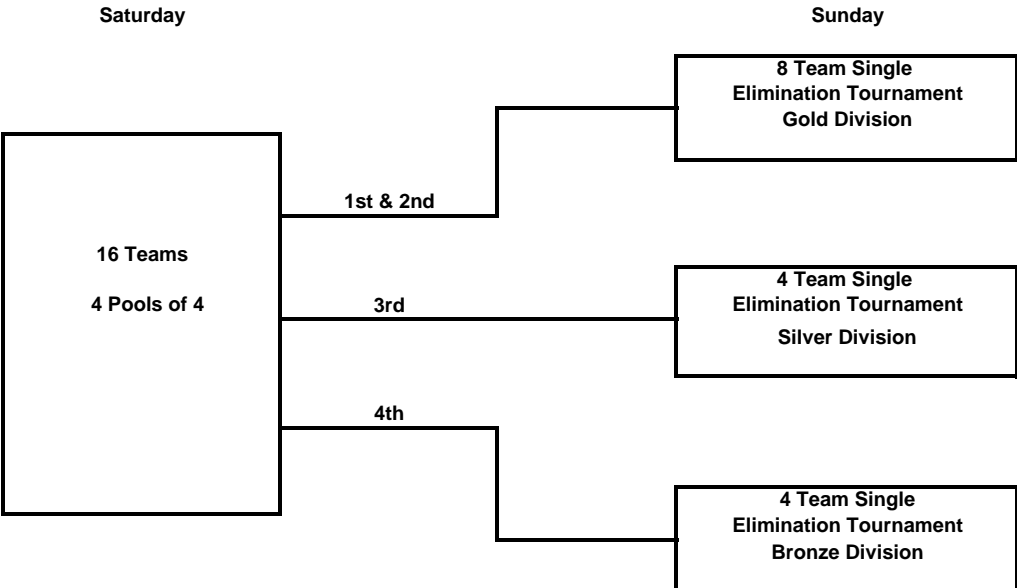 Saturday
Sunday
8 Team Single
Elimination Tournament
Gold Division
1st & 2nd
16 Teams
4 Pools of 4
3rd
4 Team Single
Elimination Tournament
Silver Division
4th
4 Team Single
Elimination Tournament
Bronze Division